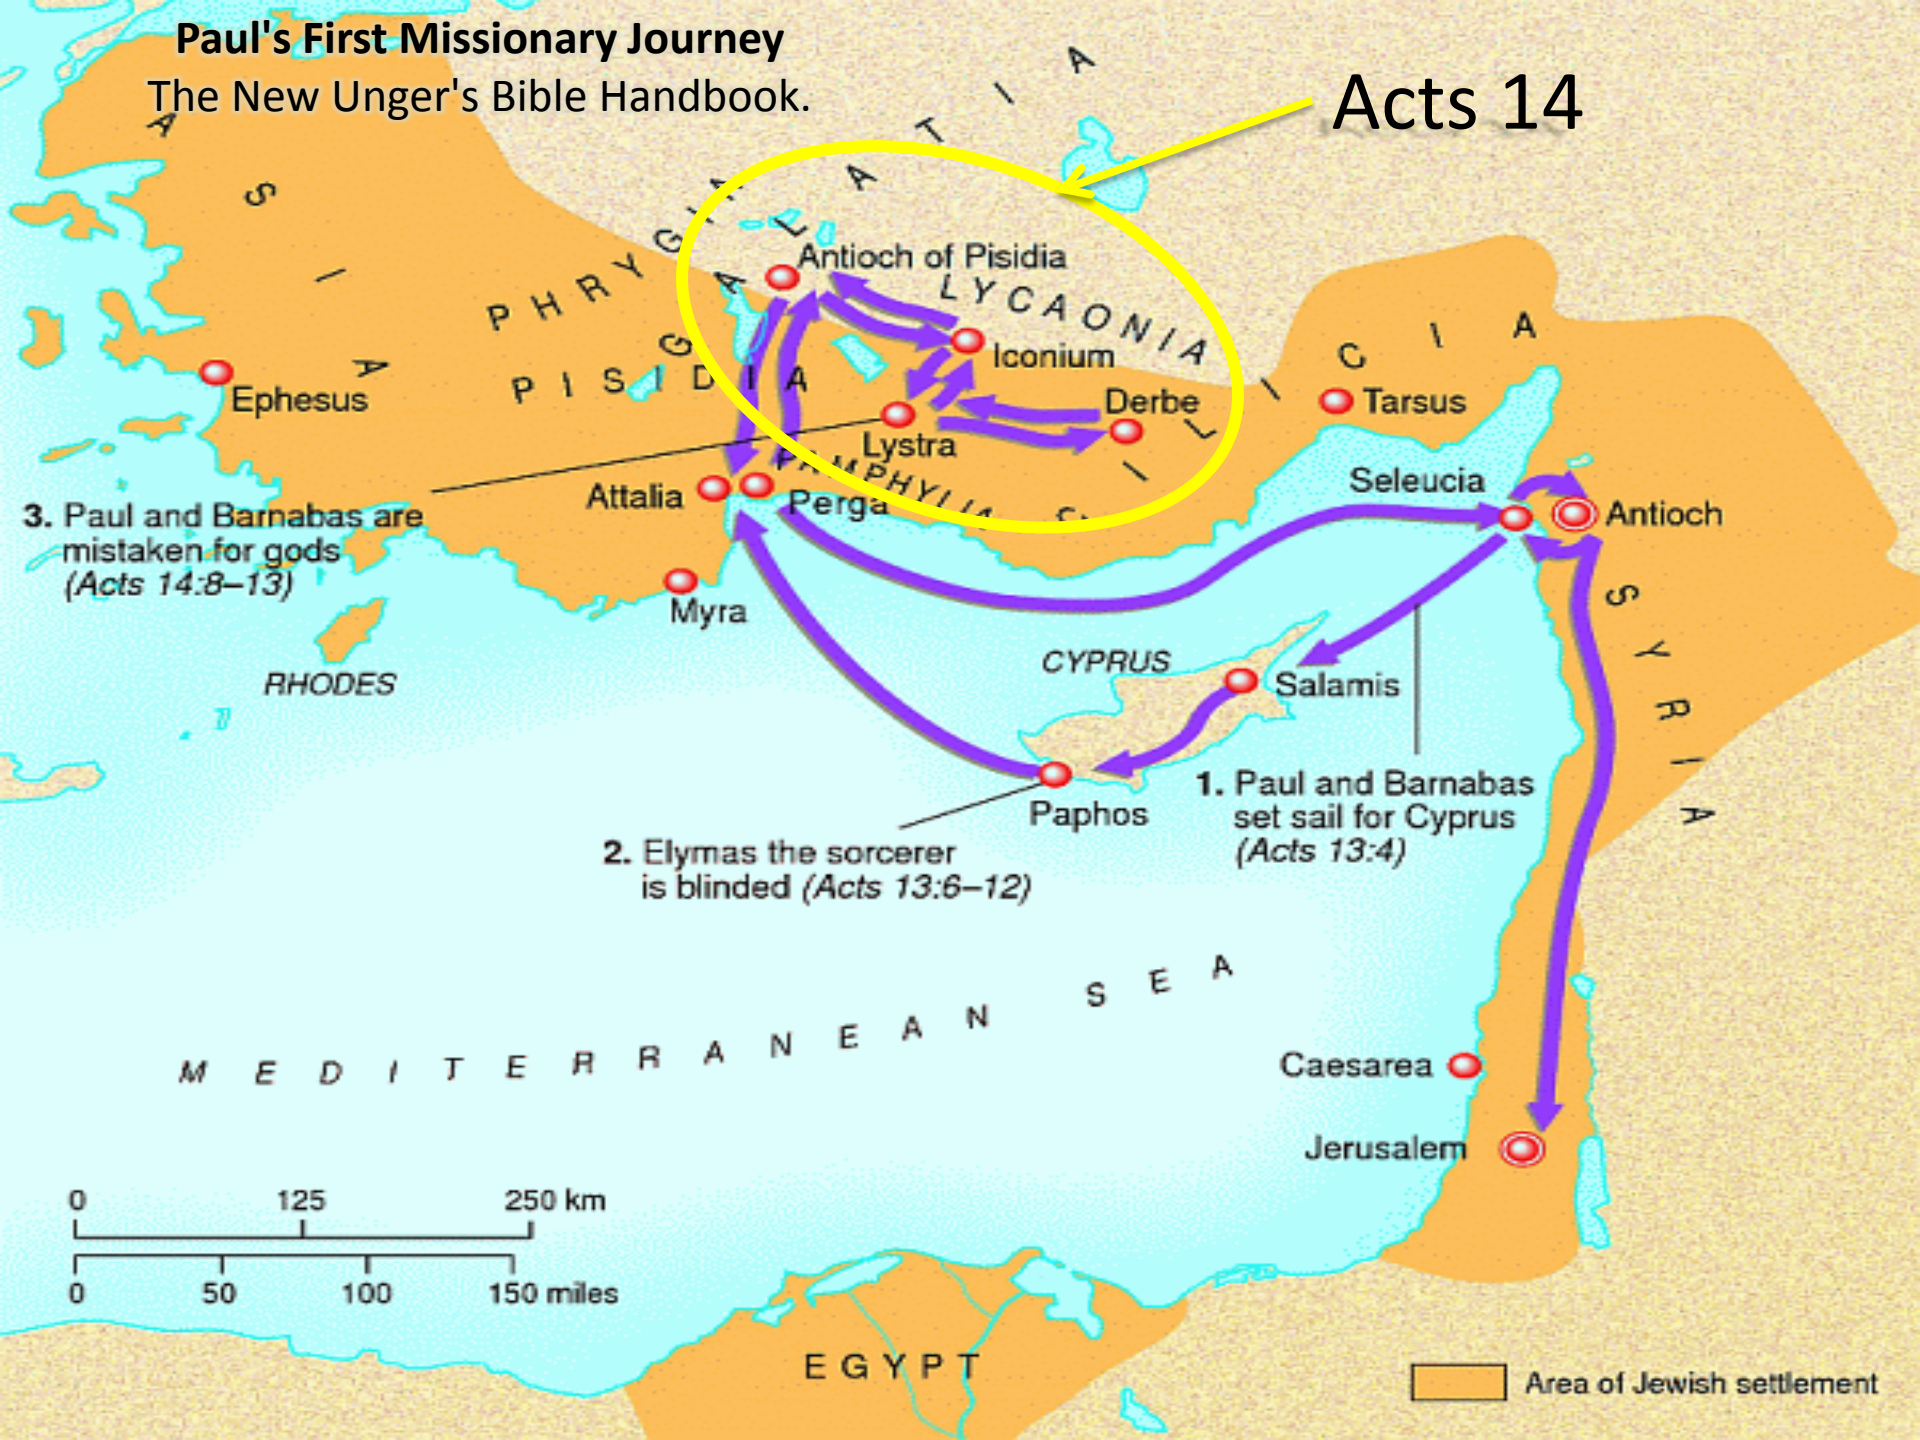 Paul's First Missionary Journey
The New Unger's Bible Handbook.
Acts 14
ASIA
GALATIA
PHRYGIA
Antioch of Pisidia
LYCAONIA
Iconium
PISIDIA
Derbe
CILICIA
Tarsus
Ephesus
Lystra
PAMPHYLIA
Attalia
Perga
Seleucia
Antioch
3. Paul and Barnabas are
mistaken for gods
(Acts 14:8–13)
Myra
SYRIA
RHODES
CYPRUS
Salamis
Paphos
1. Paul and Barnabas
set sail for Cyprus
(Acts 13:4)
2. Elymas the sorcerer
is blinded (Acts 13:6–12)
MEDITERRANEAN SEA
Caesarea
Jerusalem
0 125 250 km
0 50 100 150 miles
EGYPT
Area of Jewish settlement